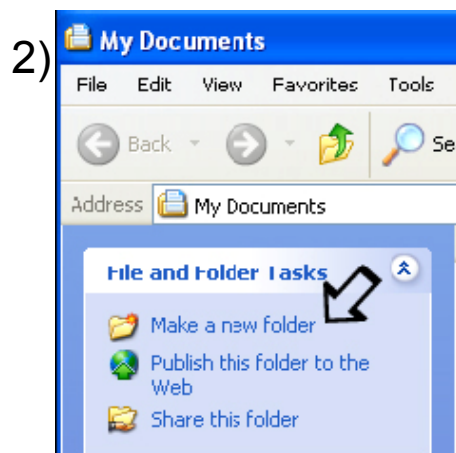 2)
My Documents
File Edit View Favorites Tools
Back Se
Address My Documents
File and Folder Tasks
Make a new folder
Publish this folder to the
Web
Share this folder